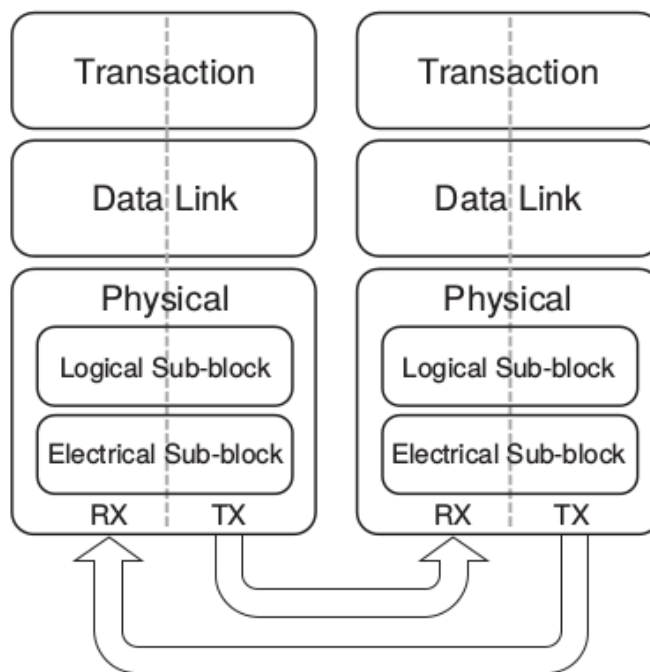 Transaction
Transaction
Data Link
Data Link
Physical
Physical
Logical Sub-block
Logical Sub-block
Electrical Sub-block
Electrical Sub-block
RX TX
RX TX